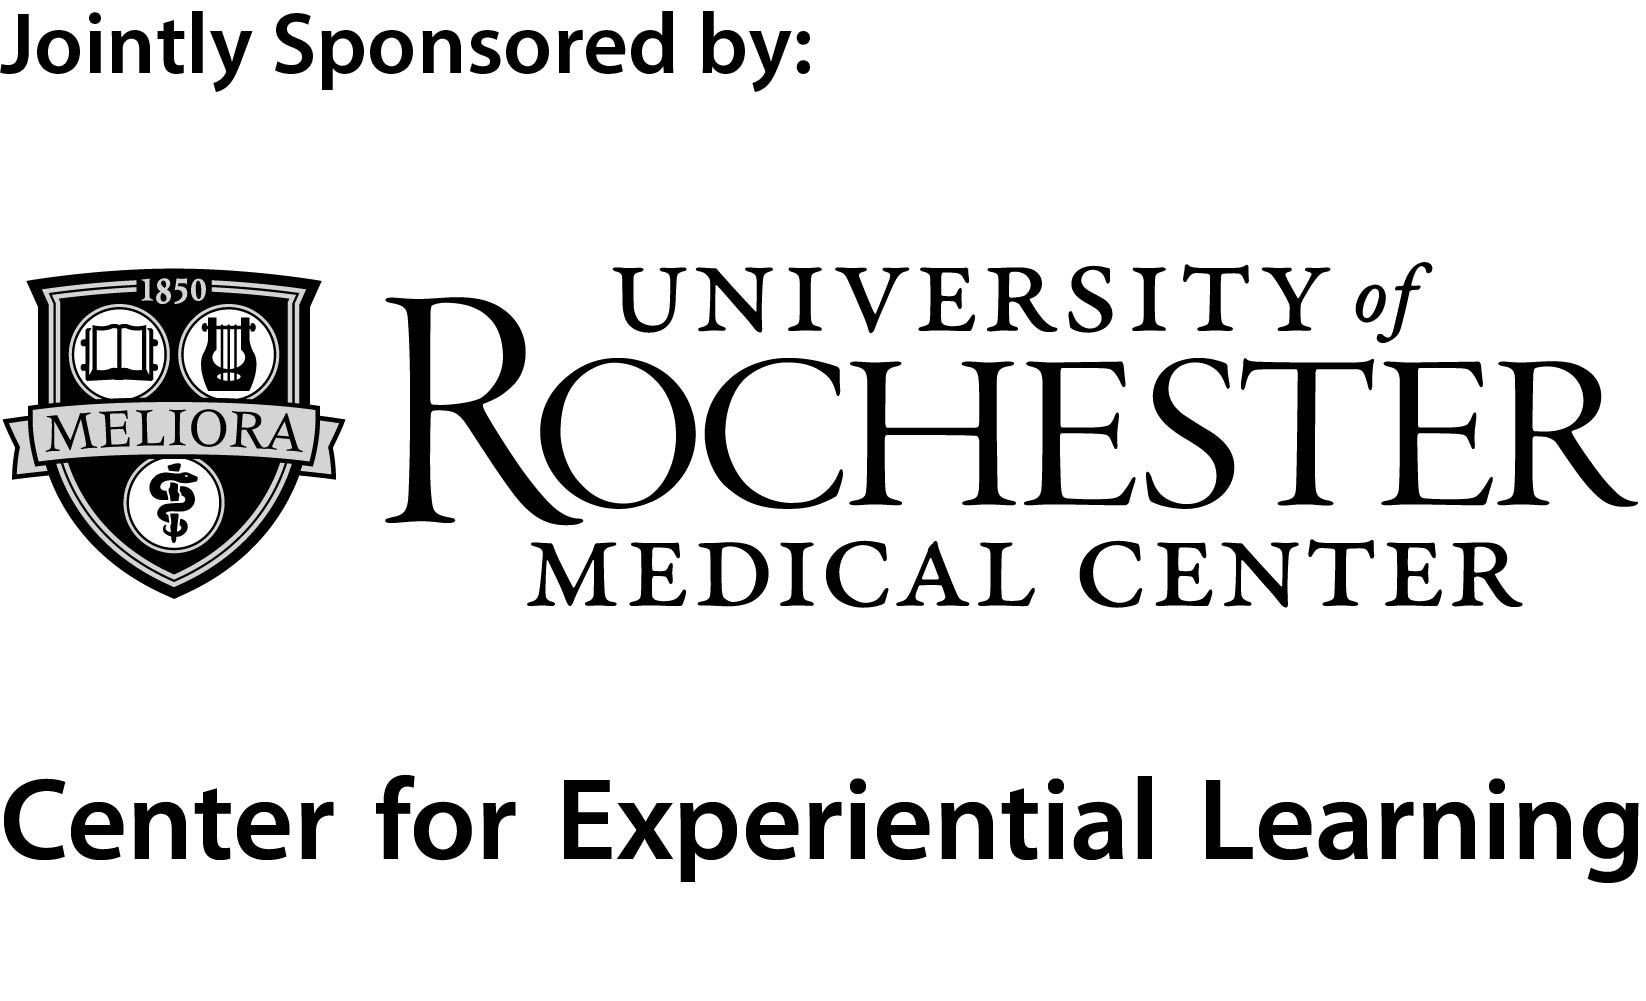 Jointly Sponsored by:
1850
MELIORA
UNIVERSITY of
ROCHESTER
MEDICAL CENTER
Center for Experiential Learning